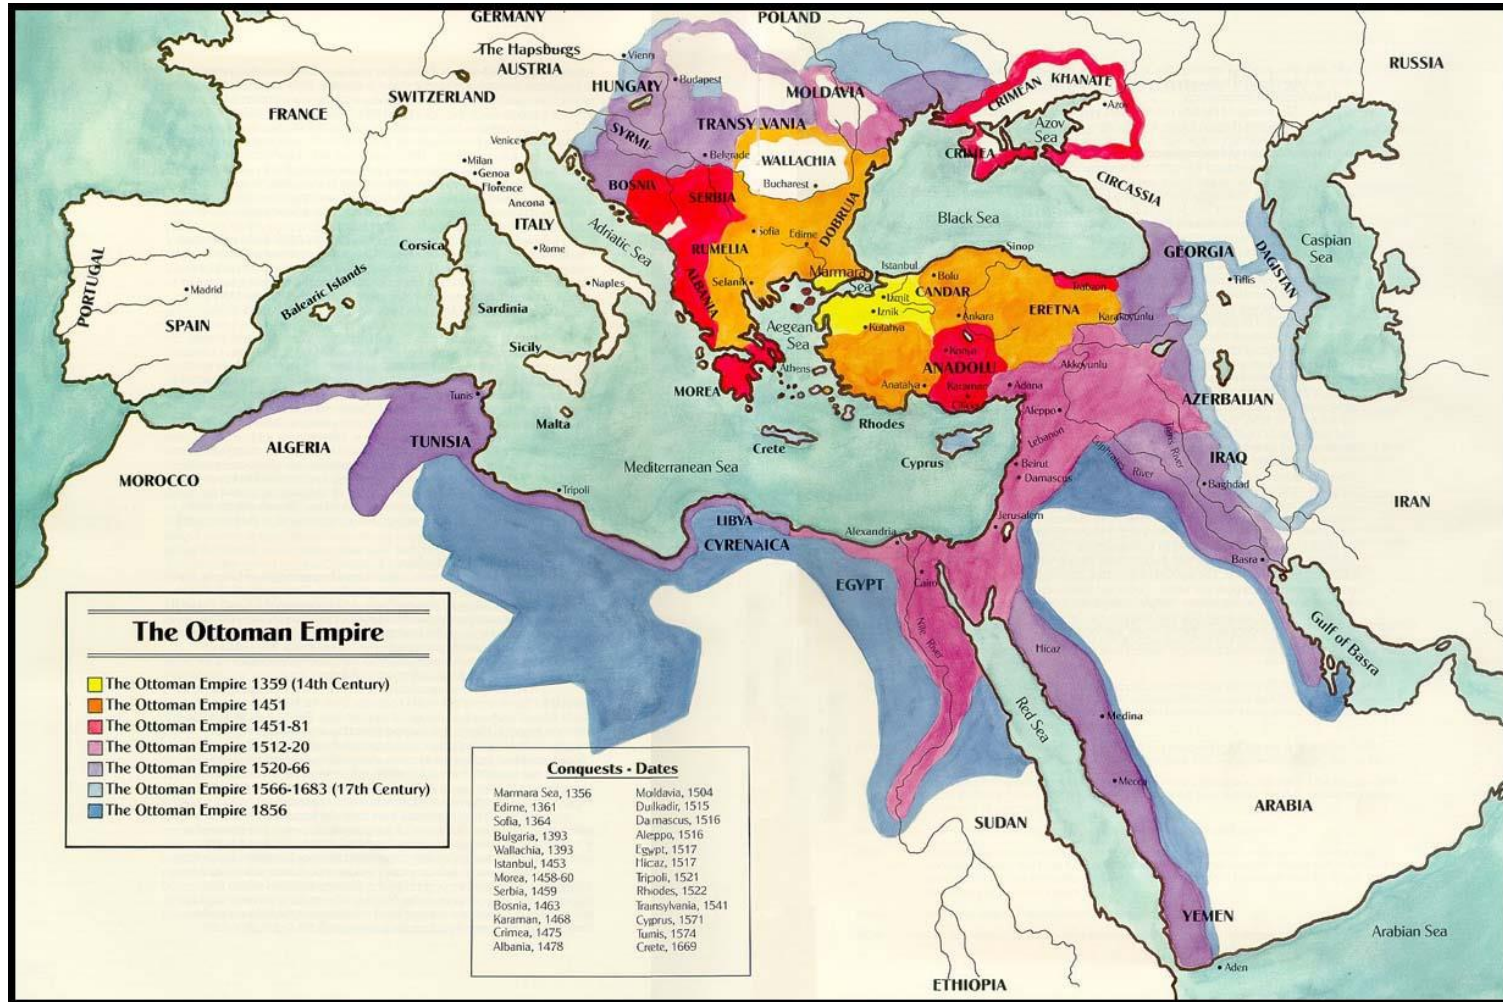 GERMANY
POLAND
RUSSIA
The Hapsburgs
AUSTRIA
HUNGARY
Budapest
MOLDAVIA
CRIMEAN KHANATE
Azov
Azov
Sea
FRANCE
SWITZERLAND
TRANSYLVANIA
Venice
Belgrade
WALLACHIA
Bucharest
CRIMEA
CIRCASSIA
Milan
Genoa
Florence
Ancona
BOSNIA
SERBIA
DOBRUJA
Black Sea
Caspian
Sea
ITALY
Adriatic Sea
Corsica
Rome
RUMELIA
Sofia
Edirne
Sinop
GEORGIA
DAGISTAN
Tiflis
PORTUGAL
Madrid
SPAIN
Balearic Islands
Sardinia
Naples
ALBANIA
Selanik
Marmara
Sea
Istanbul
Bolu
CANDAR
Izmit
Iznik
Kutahya
Ankara
ERETNA
Trabzon
Karakoyunlu
Sicily
Aegean
Sea
Athens
MOREA
Konya
ANADOLU
Anatalya
Karaman
Adana
Akkoyunlu
AZERBAIJAN
Tunis
Malta
Rhodes
Aleppo
ALGERIA
TUNISIA
Crete
Cyprus
Lebanon
Tigris River
Euphrates River
IRAQ
MOROCCO
Mediterranean Sea
Beirut
Damascus
Baghdad
IRAN
Tripoli
LIBYA
CYRENAICA
Alexandria
Jerusalem
Basra
EGYPT
Cairo
Nile River
Hicaz
Gulf of Basra
Red Sea
Medina
Mecca
ARABIA
SUDAN
YEMEN
Arabian Sea
Aden
ETHIOPIA
The Ottoman Empire
The Ottoman Empire 1359 (14th Century)
The Ottoman Empire 1451
The Ottoman Empire 1451-81
The Ottoman Empire 1512-20
The Ottoman Empire 1520-66
The Ottoman Empire 1566-1683 (17th Century)
The Ottoman Empire 1856
Conquests - Dates
Marmara Sea, 1356
Edirne, 1361
Sofia, 1364
Bulgaria, 1393
Wallachia, 1393
Istanbul, 1453
Morea, 1458-60
Serbia, 1459
Bosnia, 1463
Karaman, 1468
Crimea, 1475
Albania, 1478
Moldavia, 1504
Dulkadir, 1515
Damascus, 1516
Aleppo, 1516
Egypt, 1517
Hicaz, 1517
Tripoli, 1521
Rhodes, 1522
Transylvania, 1541
Cyprus, 1571
Tunis, 1574
Crete, 1669